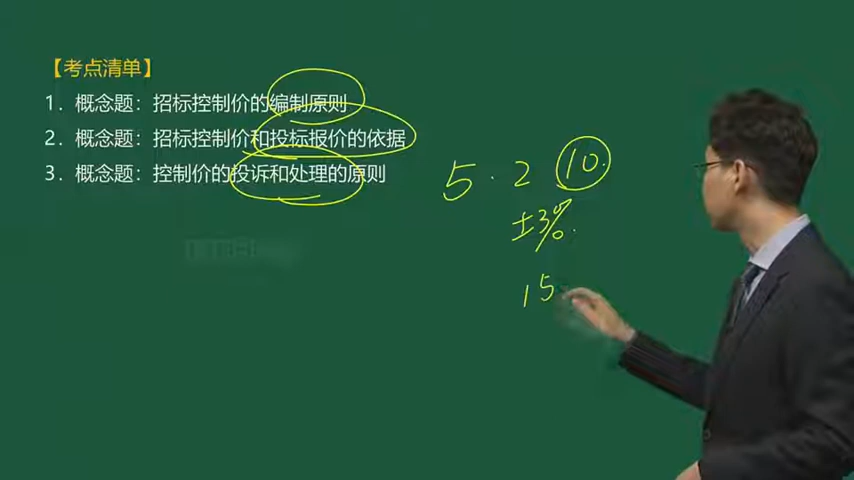 【考点清单】
1. 概念题：招标控制价的编制原则
2. 概念题：招标控制价和投标报价的依据
3. 概念题：控制价的投诉和处理的原则
5 · 2 10.
±3%.
15